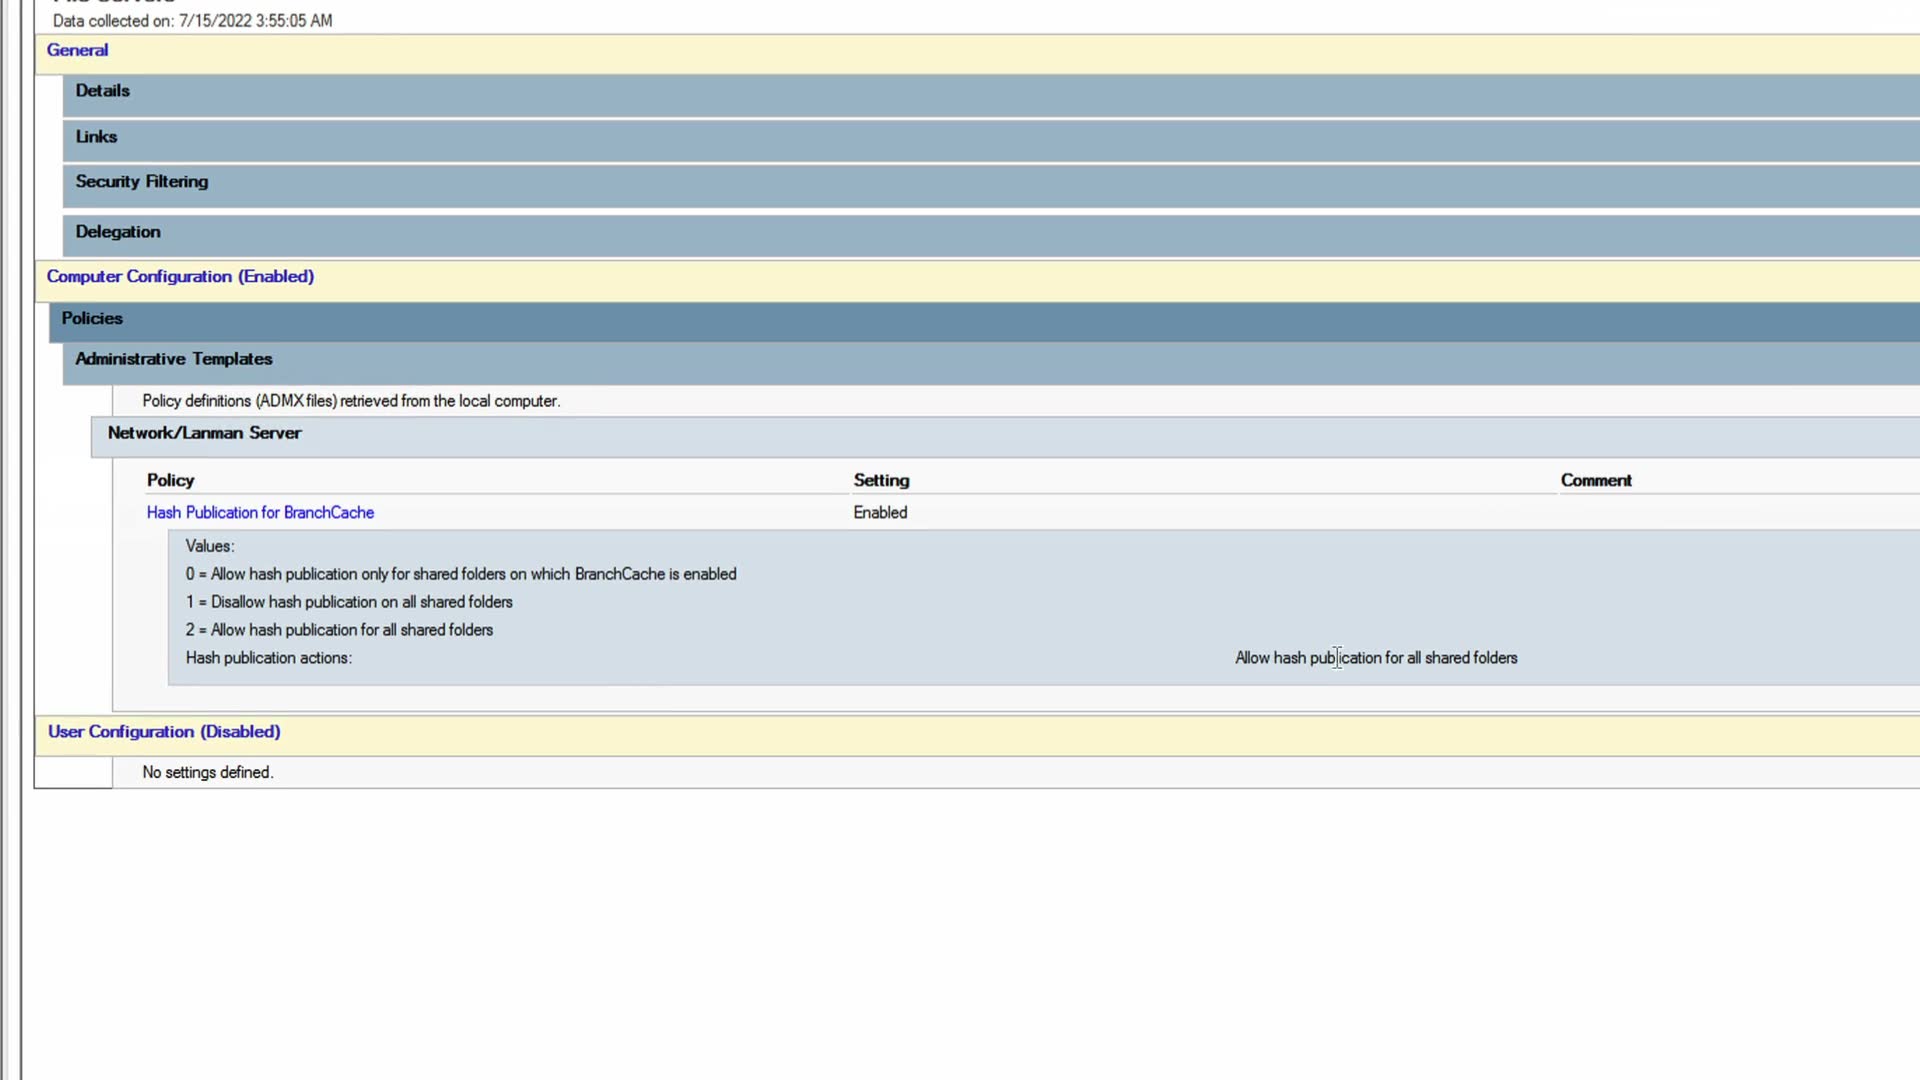 Data collected on: 7/15/2022 3:55:05 AM
General
Details
Links
Security Filtering
Delegation
Computer Configuration (Enabled)
Policies
Administrative Templates
Policy definitions (ADMX files) retrieved from the local computer.
Network/Lanman Server
Policy Setting Comment
Hash Publication for BranchCache Enabled
Values:
0 = Allow hash publication only for shared folders on which BranchCache is enabled
1 = Disallow hash publication on all shared folders
2 = Allow hash publication for all shared folders
Hash publication actions: Allow hash publication for all shared folders
User Configuration (Disabled)
No settings defined.